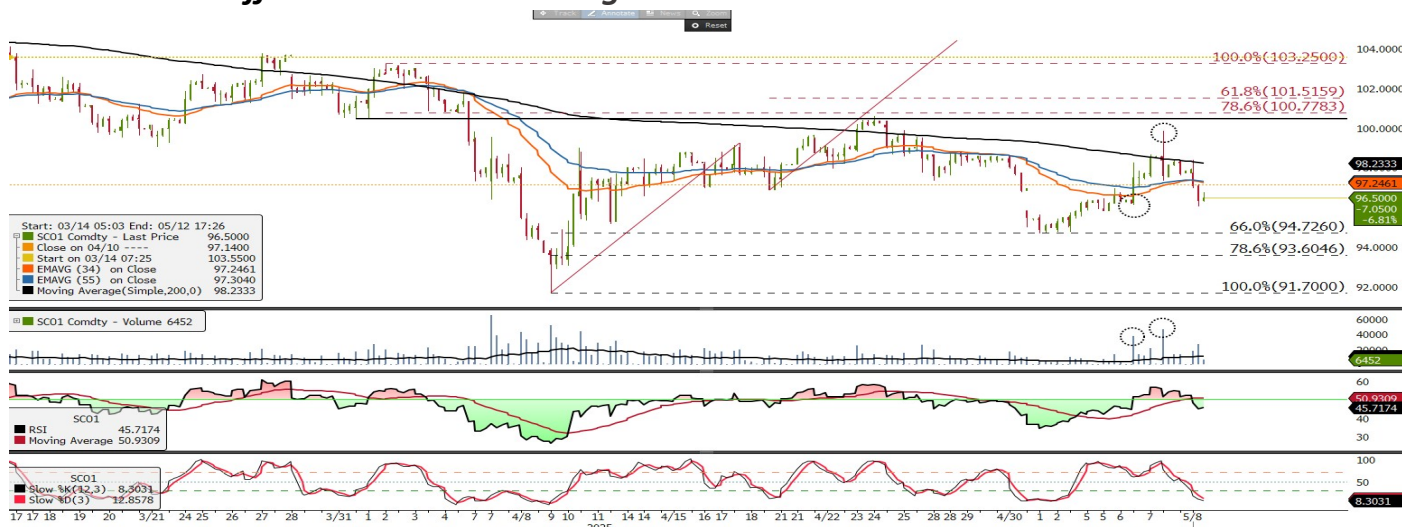 Track Annotate News Zoom
Reset
104.0000
100.0%(103.2500)
102.0000
61.8%(101.5159)
78.6%(100.7783)
100.0000
98.2333
97.2461
96.5000
-7.0500
-6.81%
66.0%(94.7260)
94.0000
78.6%(93.6046)
92.0000
100.0%(91.7000)
Start: 03/14 05:03 End: 05/12 17:26
SCO1 Comdty - Last Price 96.5000
Close on 04/10 ---- 97.1400
Start on 03/14 07:25 103.5500
EMAVG (34) on Close 97.2461
EMAVG (55) on Close 97.3040
Moving Average(Simple,200,0) 98.2333
SCO1 Comdty - Volume 6452
60000
40000
20000
6452
60
50.9309
45.7174
40
30
SCO1
RSI 45.7174
Moving Average 50.9309
100
50
8.3031
SCO1
Slow %K(12,3) 8.3031
Slow %D(3) 12.8578
17 17 18 19 20 3/21 24 25 26 27 28 3/31 2 3 4 7 4/8 9 10 11 14 14 4/15 16 17 18 21 21 4/22 23 24 25 28 28 29 4/30 1 2 5 5 6 7 5/8
2025